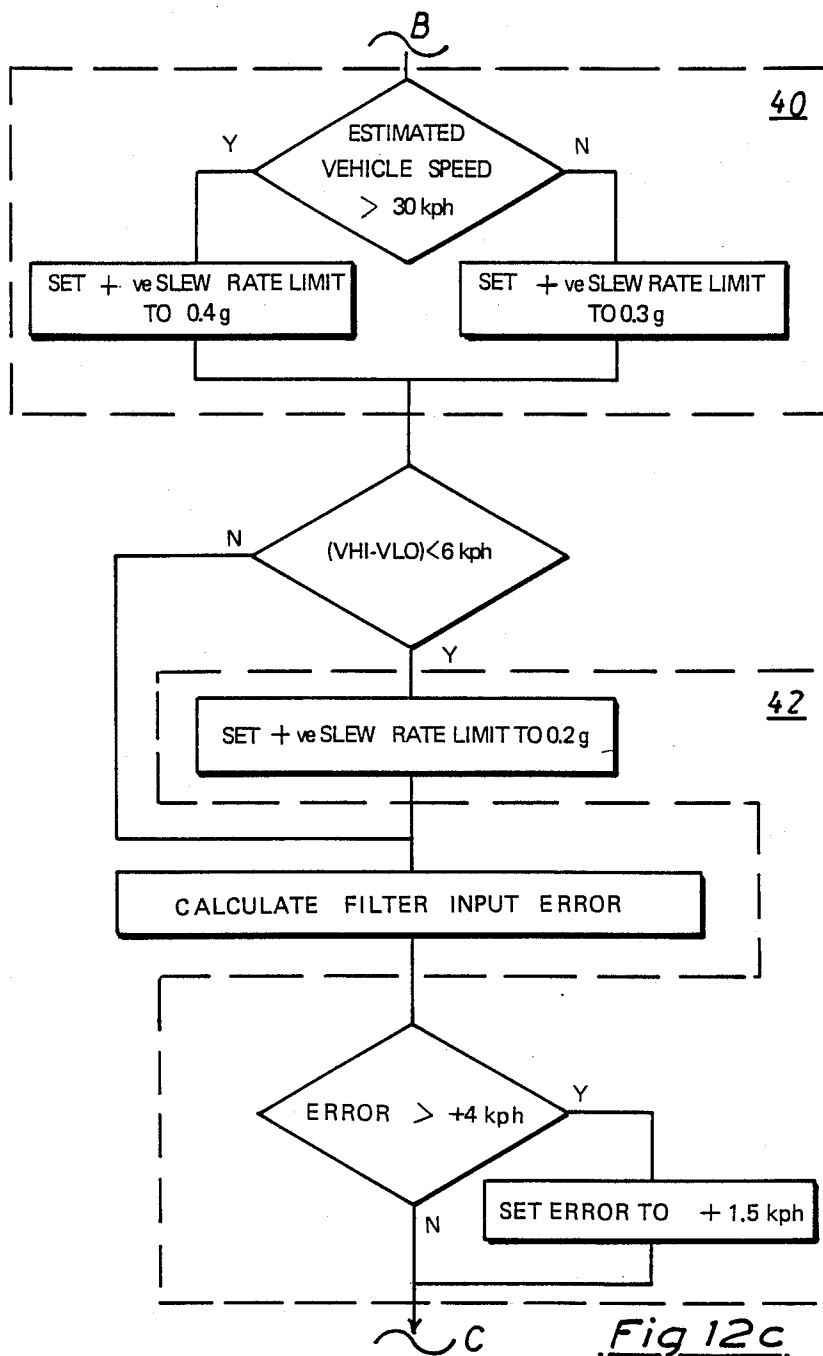 B
40
ESTIMATED
VEHICLE SPEED
> 30 kph
Y
N
SET + ve SLEW RATE LIMIT
TO 0.4 g
SET + ve SLEW RATE LIMIT
TO 0.3 g
(VHI-VLO)<6 kph
N
Y
42
SET + ve SLEW RATE LIMIT TO 0.2 g
CALCULATE FILTER INPUT ERROR
ERROR > +4 kph
Y
N
SET ERROR TO + 1.5 kph
C
Fig 12c